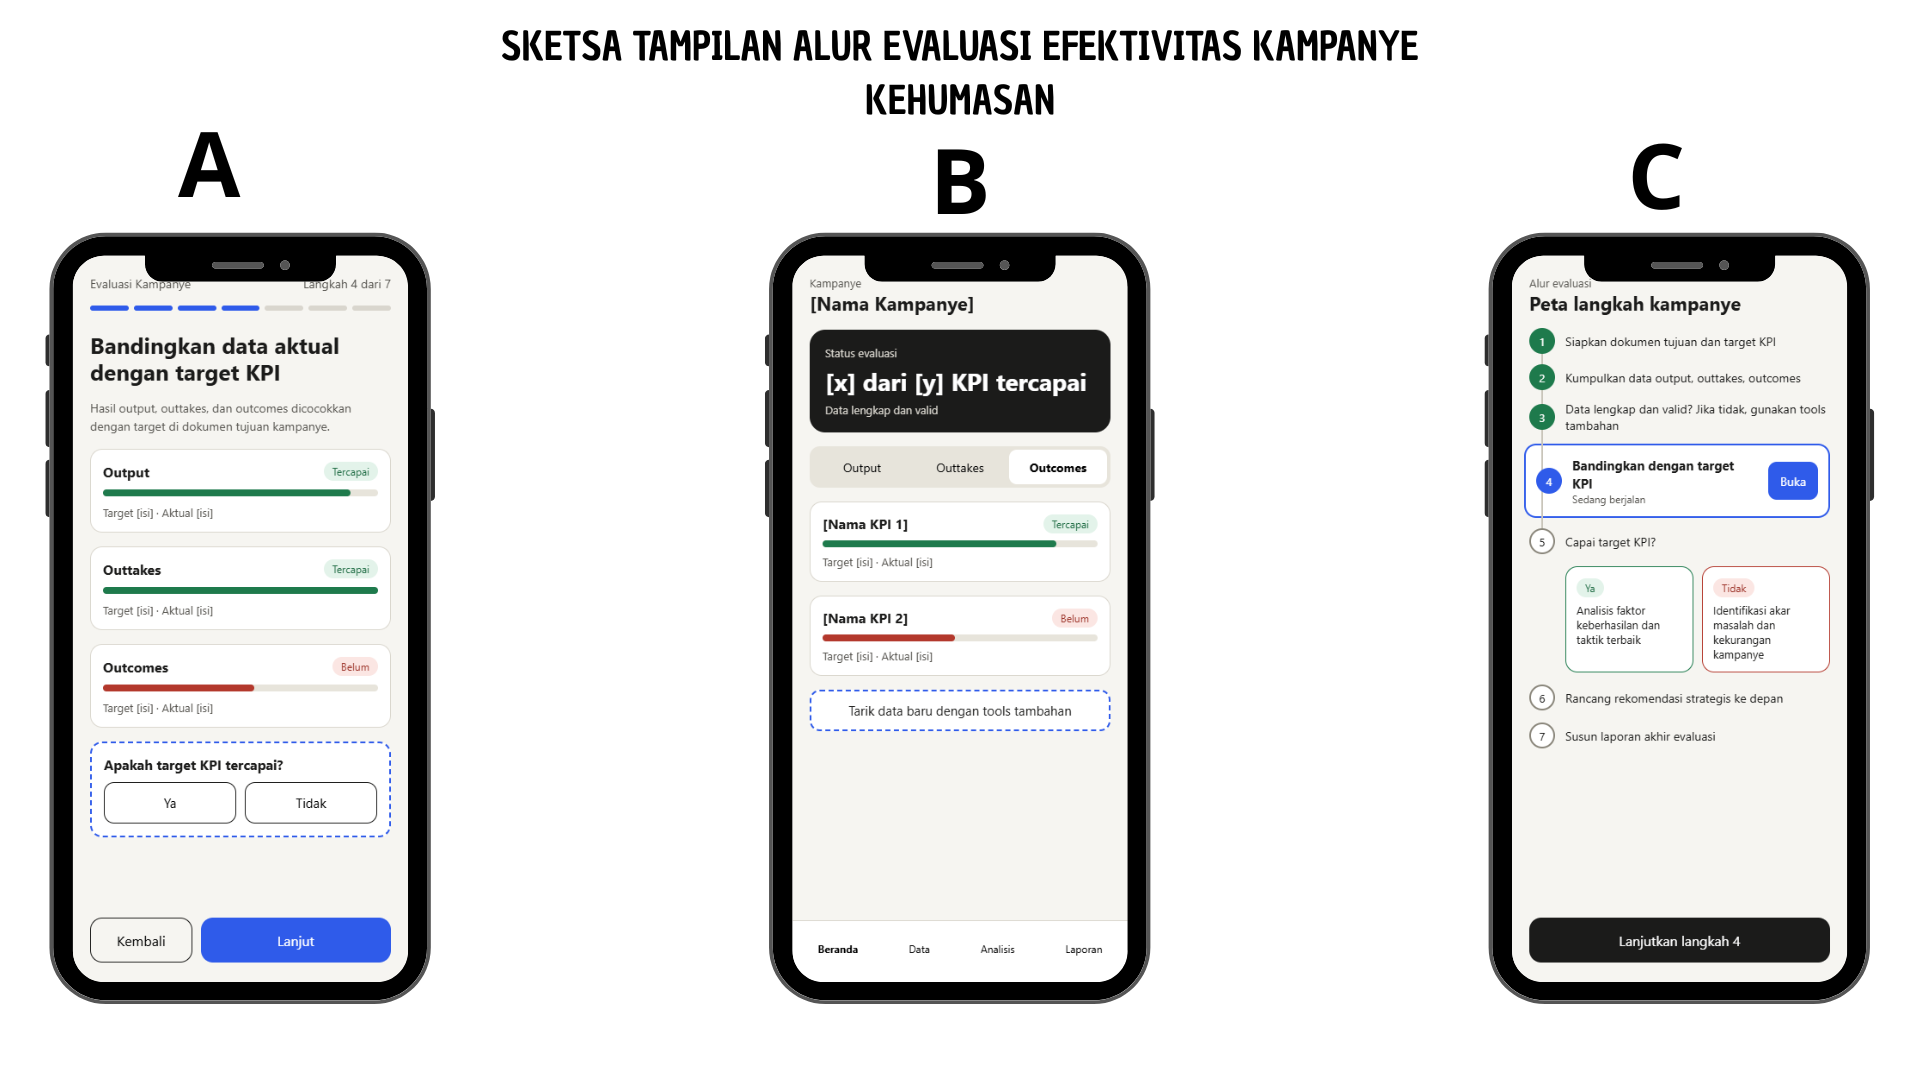 SKETSA TAMPILAN ALUR EVALUASI EFEKTIVITAS KAMPANYE
KEHUMASAN
A
Evaluasi Kampanye
Langkah 4 dari 7
Bandingkan data aktual
dengan target KPI
Hasil output, outtakes, dan outcomes dicocokkan
dengan target di dokumen tujuan kampanye.
Output
Tercapai
Target [isi] · Aktual [isi]
Outtakes
Tercapai
Target [isi] · Aktual [isi]
Outcomes
Belum
Target [isi] · Aktual [isi]
Apakah target KPI tercapai?
Ya
Tidak
Kembali
Lanjut
B
Kampanye
[Nama Kampanye]
Status evaluasi
[x] dari [y] KPI tercapai
Data lengkap dan valid
Output
Outtakes
Outcomes
[Nama KPI 1]
Tercapai
Target [isi] · Aktual [isi]
[Nama KPI 2]
Belum
Target [isi] · Aktual [isi]
Tarik data baru dengan tools tambahan
Beranda
Data
Analisis
Laporan
C
Alur evaluasi
Peta langkah kampanye
1 Siapkan dokumen tujuan dan target KPI
2 Kumpulkan data output, outtakes, outcomes
3 Data lengkap dan valid? Jika tidak, gunakan tools
tambahan
4 Bandingkan dengan target
KPI
Sedang berjalan
Buka
5 Capai target KPI?
Ya
Analisis faktor
keberhasilan dan
taktik terbaik
Tidak
Identifikasi akar
masalah dan
kekurangan
kampanye
6 Rancang rekomendasi strategis ke depan
7 Susun laporan akhir evaluasi
Lanjutkan langkah 4